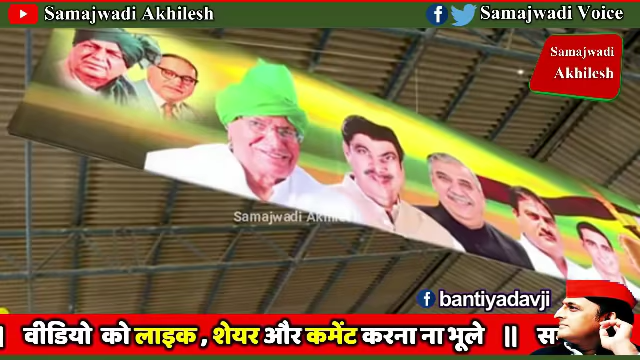 Samajwadi Akhilesh
Samajwadi Voice
Samajwadi
Akhilesh
Samajwadi Akhilesh
bantiyadavji
|| वीडियो को लाइक , शेयर और कमेंट करना ना भूले || स